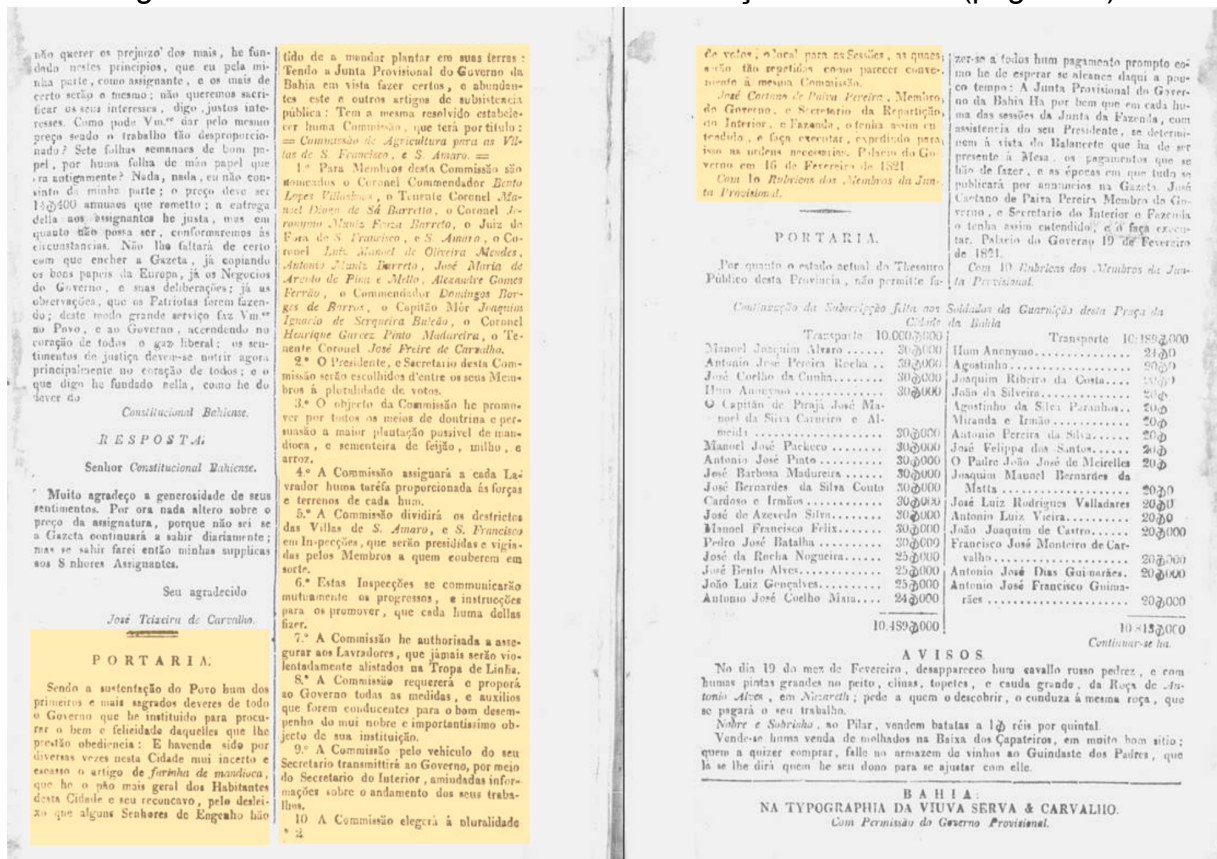 não querer os prejuizo dos mais, he fun-
dado nestes principios, que eu pela mi-
nha parte, como assignante, e os mais de
certo serão o mesmo; não queremos sacri-
ficar os seus interesses, digo, justos inte-
resses. Como pode Vm.ce dar pelo mesmo
preço sendo o trabalho tão desproporcio-
nado? Sete folhas semanaes de bom pa-
pel, por huma folha de máo papel que
era antigamente? Nada, nada, eu não con-
sinto da minha parte; o preço deve ser
14$400 annuaes que remetto; a entrega
della aos assignantes he justa, mas em
quanto não possa ser, conformaremos ás
circunstancias. Não lhe faltará de certo
com que encher a Gazeta, já copiando
os bons papeis da Europa, já os Negocios
do Governo, e suas deliberações; já as
observações, que os Patriotas forem fazen-
do; deste modo grande serviço faz Vm.ce
ao Povo, e ao Governo, accendendo no
coração de todos o gaz liberal; os sen-
timentos de justiça devem-se nutrir agora
principalmente no coração de todos; e o
que digo he fundado nella, como he do
dever do
Constitucional Bahiense.
RESPOSTA.
Senhor Constitucional Bahiense.
Muito agradeço a generosidade de seus
sentimentos. Por ora nada altero sobre o
preço da assignatura, porque não sei se
a Gazeta continuará a sahir diariamente;
mas se sahir farei então minhas supplicas
aos Senhores Assignantes.
Seu agradecido
José Teixeira de Carvalho.
PORTARIA.
Sendo a sustentação do Povo hum dos
primeiros e mais sagrados deveres de todo
o Governo que he instituido para procu-
rar o bem e felicidade daquelles que lhe
prestão obediencia: E havendo sido por
diversas vezes nesta Cidade mui incerto e
escasso o artigo de farinha de mandioca,
que he o pão mais geral dos Habitantes
desta Cidade e seu reconcavo, pelo deslei-
xo que alguns Senhores de Engenho hão
tido de a mandar plantar em suas terras:
Tendo a Junta Provisional do Governo da
Bahia em vista fazer certos, e abundan-
tes este e outros artigos de subsistencia
pública: Tem a mesma resolvido estabele-
cer huma Commissão, que terá por titulo:
= Commissão de Agricultura para as Vil-
las de S. Francisco, e S. Amaro. =
1.º Para Membros desta Commissão são
nomeados o Coronel Commendador Bento
Lopes Villasboas, o Tenente Coronel Ma-
nuel Diogo de Sá Barretto, o Coronel Je-
ronymo Muniz Fiuza Barreto, o Juiz de
Fora de S. Francisco, e S. Amaro, o Co-
ronel Luiz Manoel de Oliveira Mendes,
Antonio Muniz Barreto, José Maria de
Argolo de Pina e Mello, Alexandre Gomes
Ferrão, o Commendador Domingos Bor-
ges de Barros, o Capitão Mór Joaquim
Ignacio de Serqueira Bulcão, o Coronel
Henrique Garcez Pinto Madureira, o Te-
nente Coronel José Freire de Carvalho.
2.º O Presidente, e Secretario desta Com-
missão serão escolhidos d'entre os seus Mem-
bros á pluralidade de votos.
3.º O objecto da Commissão he promo-
ver por todos os meios de doutrina e per-
suasão a maior plantação possivel de man-
dioca, e sementeira de feijão, milho, e
arroz.
4.º A Commissão assignará a cada La-
vrador huma taréfa proporcionada ás forças
e terrenos de cada hum.
5.º A Commissão dividirá os destrictos
das Villas de S. Amaro, e S. Francisco
em Inspecções, que serão presididas e vigia-
das pelos Membros a quem couberem em
sorte.
6.º Estas Inspecções se communicarão
mutuamente os progressos, e instrucções
para os promover, que cada huma dellas
fizer.
7.º A Commissão he authorisada a asse-
gurar aos Lavradores, que jámais serão vio-
lentadamente alistados na Tropa de Linha.
8.º A Commissão requererá e proporá
ao Governo todas as medidas, e auxilios
que forem conducentes para o bom desem-
penho do mui nobre e importantissimo ob-
jecto da sua instituição.
9.º A Commissão pelo vehiculo do seu
Secretario transmittirá ao Governo, por meio
do Secretario do Interior, amiudadas infor-
mações sobre o andamento dos seus traba-
lhos.
10 A Commissão elegerá á pluralidade
* 2
de votos, o local para as Sessões, as quaes
serão tão repetidos como parecer conve-
niente á mesma Commissão.
José Caetano de Paiva Pereira, Membro
do Governo, e Secretario da Repartição
do Interior, e Fazenda, o tenha assim en-
tendido, e faça executar, expedindo para
isso as ordens necessarias. Palacio do Go-
verno em 16 de Fevereiro de 1821
Com 10 Rubricas dos Membros da Jun-
ta Provisional.
PORTARIA.
Por quanto o estado actual do Thesouro
Público desta Provincia, não permitte fa-
zer-se a todos hum pagamento prompto co-
mo he de esperar se alcance daqui a pou-
co tempo: A Junta Provisional do Gover-
no da Bahia Ha por bem que em cada hu-
ma das sessões da Junta da Fazenda, com
assistencia do seu Presidente, se determi-
nem á vista do Balancete que ha de ser
presente á Mesa, os pagamentos que se
hão de fazer, e as épocas em que tudo se
publicará por annuncios na Gazeta. José
Caetano de Paiva Pereira Membro do Go-
verno, e Secretario do Interior e Fazenda
o tenha assim entendido, e o faça execu-
tar. Palacio do Governo 19 de Fevereiro
de 1821.
Com 10 Rubricas dos Membros da Jun-
ta Provisional.
Continuação da Subscripção feita aos Soldados da Guarnição desta Praça da
Cidade da Bahia
Transporte 10.000$000
Manoel Joaquim Alvaro ..... 30$000
Antonio José Pereira Rocha .. 30$000
José Coelho da Cunha........ 30$000
Hum Anonymo ............. 30$000
O Capitão de Pirajá José Ma-
noel da Silva Carneiro e Al-
meida .................. 30$000
Manoel José Pacheco ........ 30$000
Antonio José Pinto .......... 30$000
José Barbosa Madureira ...... 30$000
José Bernardes da Silva Couto 30$000
Cardoso e Irmãos ........... 30$000
José de Azevedo Silva........ 30$000
Manoel Francisco Felix....... 30$000
Pedro José Batalha .......... 30$000
José da Rocha Nogueira...... 25$000
José Bento Alves............ 25$000
João Luiz Gonçalves......... 25$000
Antonio José Coelho Maia.... 24$000
10.489$000
Transporte 10.489$000
Hum Anonymo............ 24$0
Agostinho ................ 20$0
Joaquim Ribeiro da Costa....
João da Silveira............ 20$
Agostinho da Silva Paranhos.. 20$
Miranda e Irmão........... 20$
Antonio Pereira da Silva...... 20$
José Felippe dos Santos...... 20$
O Padre João José de Meirelles 20$
Joaquim Manoel Bernardes da
Matta .................. 20$0
José Luiz Rodrigues Valladares 20$0
Antonio Luiz Vieira......... 20$0
João Joaquim de Castro...... 20$000
Francisco José Monteiro de Car-
valho................... 20$000
Antonio José Dias Guimarães. 20$000
Antonio José Francisco Guima-
rães .................... 20$000
10.813$000
Continuar-se ha.
AVISOS.
No dia 19 do mez de Fevereiro, desappareceo hum cavallo russo pedrez, e com
humas pintas grandes no peito, clinas, topetes, e cauda grande, da Roça de An-
tonio Alves, em Nazareth; pede a quem o descobrir, o conduza á mesma roça, que
se pagará o seu trabalho.
Nobre e Sobrinho, ao Pilar, vendem batatas a 1$ réis por quintal.
Vende-se huma venda de molhados na Baixa dos Çapateiros, em muito bom sitio;
quem a quizer comprar, falle no armazem de vinhos ao Guindaste dos Padres, que
lá se lhe dirá quem he seu dono para se ajustar com elle.
BAHIA:
NA TYPOGRAPHIA DA VIUVA SERVA & CARVALHO.
Com Permissão do Governo Provisional.